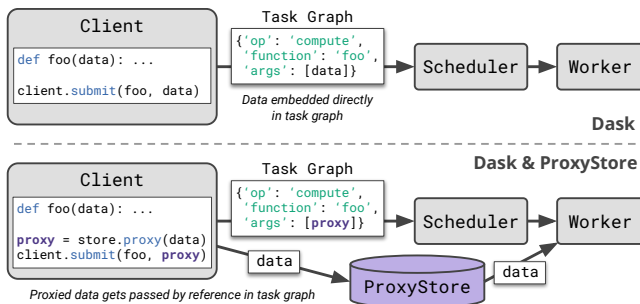 Client
def foo(data): ...
client.submit(foo, data)
Task Graph
{‘op’: ‘compute’,
‘function’: ‘foo’,
‘args’: [data]}
Data embedded directly
in task graph
Scheduler
Worker
Dask
Dask & ProxyStore
Client
def foo(data): ...
proxy = store.proxy(data)
client.submit(foo, proxy)
Task Graph
{‘op’: ‘compute’,
‘function’: ‘foo’,
‘args’: [proxy]}
Scheduler
Worker
data
ProxyStore
data
Proxied data gets passed by reference in task graph